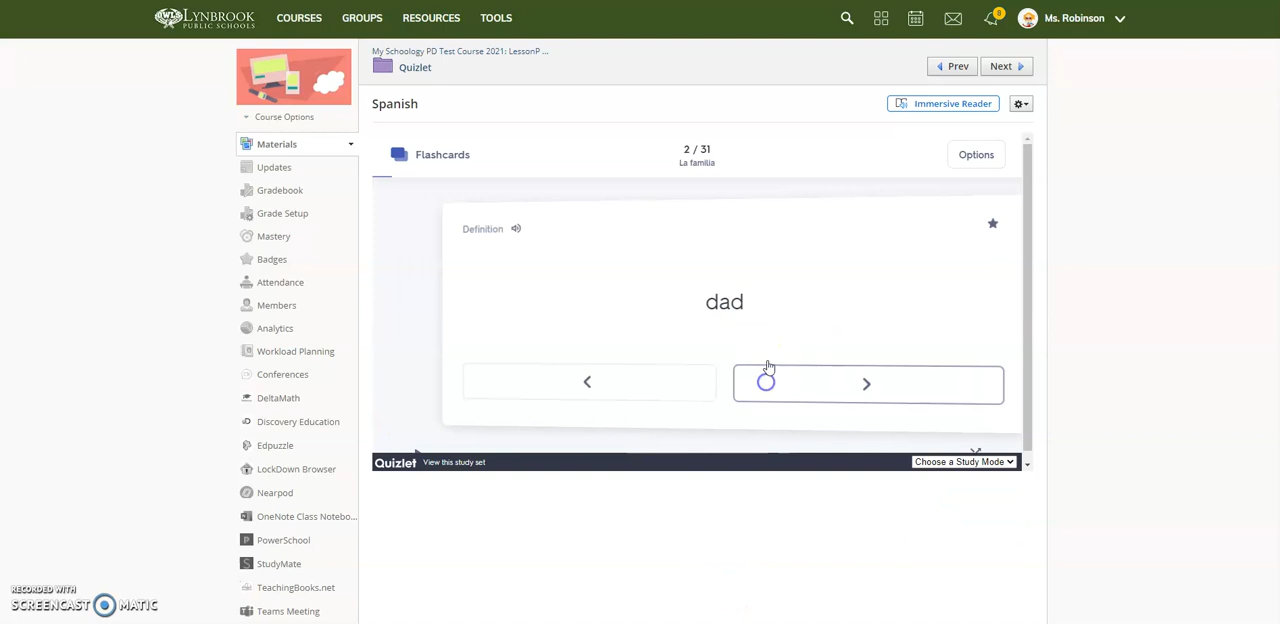 LYNBROOK
PUBLIC SCHOOLS
COURSES GROUPS RESOURCES TOOLS
8
Ms. Robinson
My Schoology PD Test Course 2021: LessonP ...
Quizlet
Prev
Next
Spanish
Immersive Reader
Course Options
Materials
Updates
Gradebook
Grade Setup
Mastery
Badges
Attendance
Members
Analytics
Workload Planning
Conferences
DeltaMath
Discovery Education
Edpuzzle
LockDown Browser
Nearpod
OneNote Class Notebo...
PowerSchool
StudyMate
TeachingBooks.net
Teams Meeting
Flashcards
2 / 31
La familia
Options
Definition
dad
Quizlet View this study set
Choose a Study Mode
RECORDED WITH
SCREENCAST MATIC